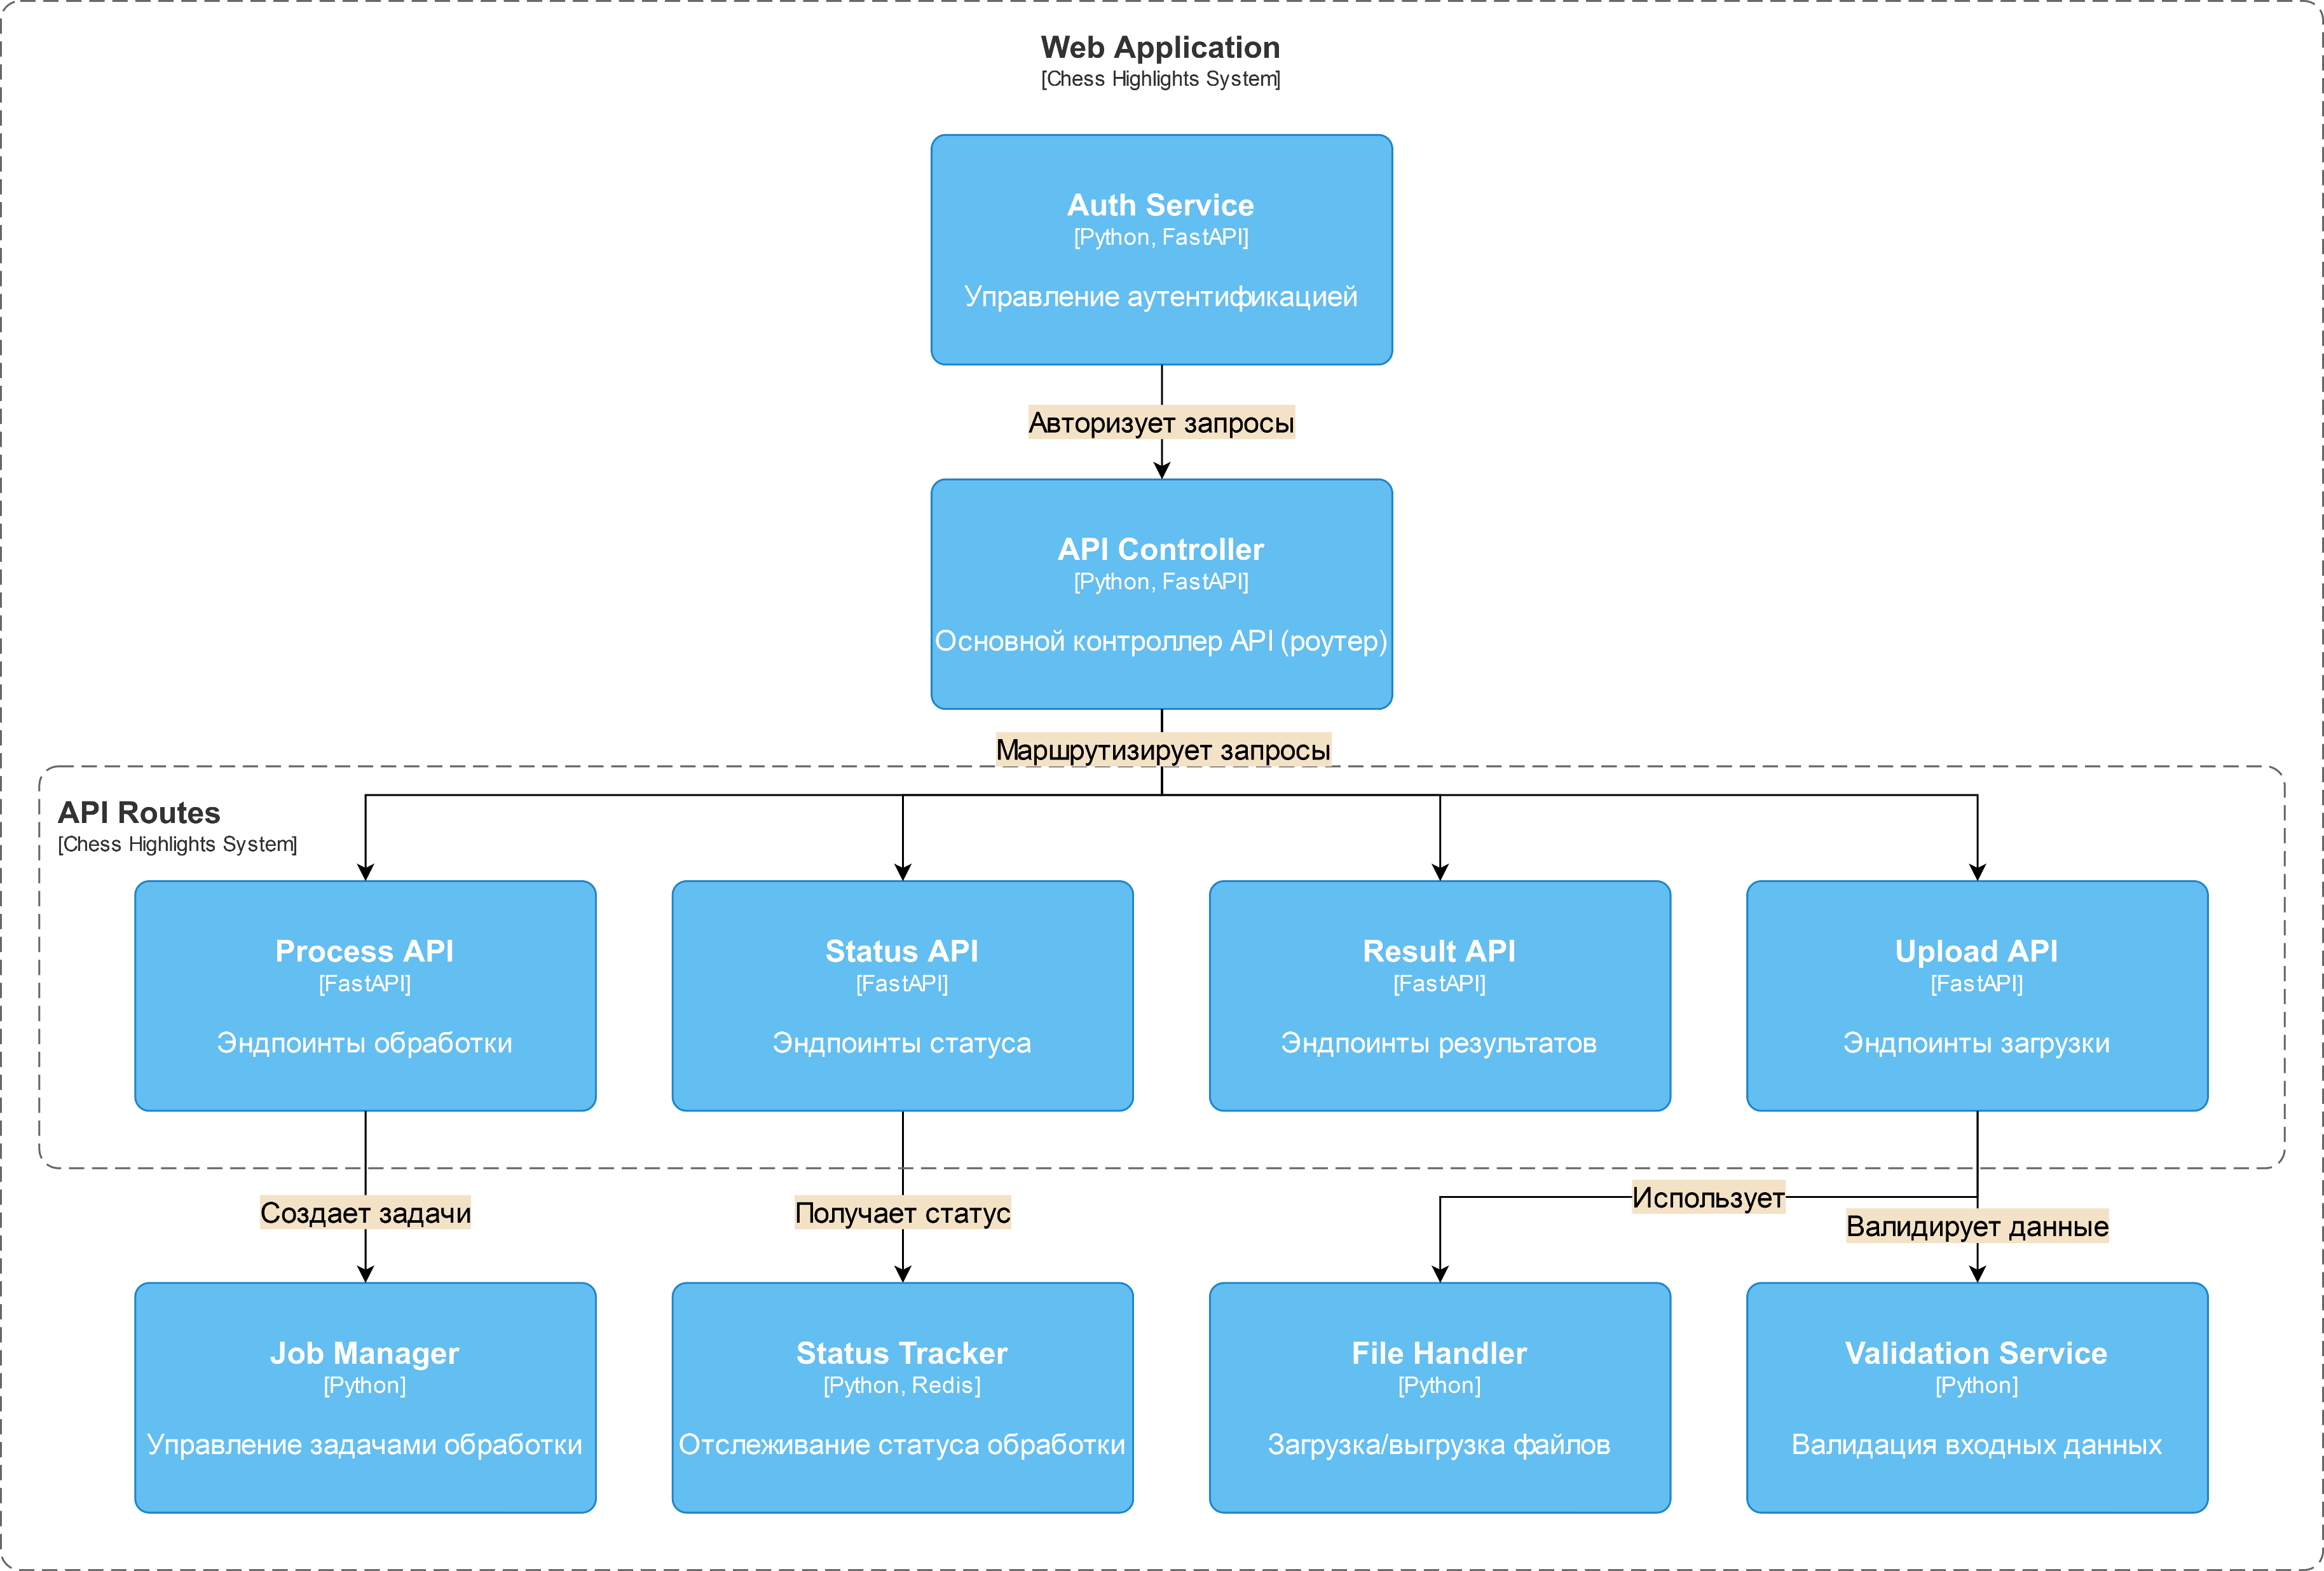 Web Application
[Chess Highlights System]
Auth Service
[Python, FastAPI]
Управление аутентификацией
Авторизует запросы
API Controller
[Python, FastAPI]
Основной контроллер API (роутер)
Маршрутизирует запросы
API Routes
[Chess Highlights System]
Process API
[FastAPI]
Эндпоинты обработки
Status API
[FastAPI]
Эндпоинты статуса
Result API
[FastAPI]
Эндпоинты результатов
Upload API
[FastAPI]
Эндпоинты загрузки
Создает задачи
Получает статус
Использует
Валидирует данные
Job Manager
[Python]
Управление задачами обработки
Status Tracker
[Python, Redis]
Отслеживание статуса обработки
File Handler
[Python]
Загрузка/выгрузка файлов
Validation Service
[Python]
Валидация входных данных